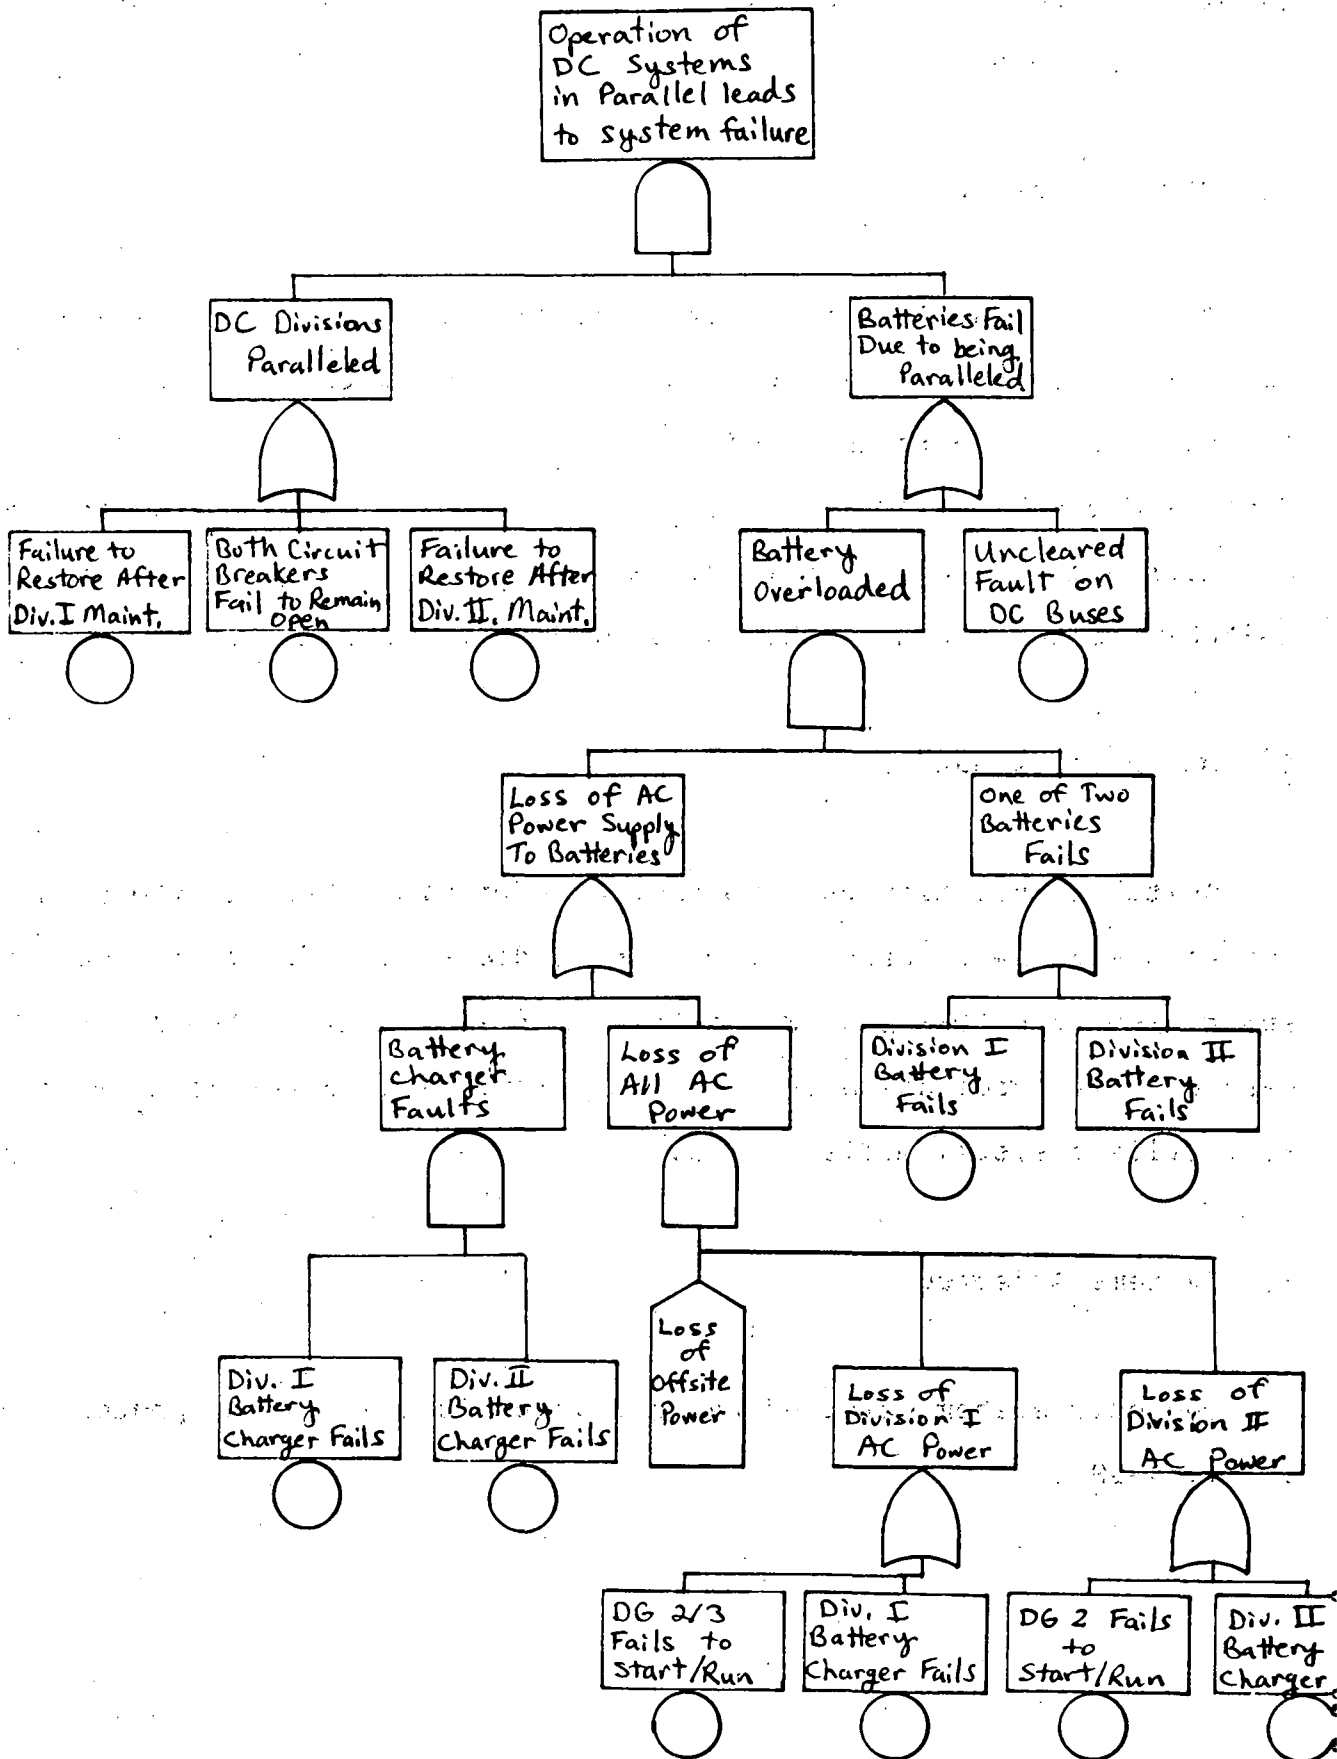 Operation of
DC Systems
in Parallel leads
to system failure
DC Divisions
Paralleled
Batteries Fail
Due to being
Paralleled
Failure to
Restore After
Div. I Maint.
Both Circuit
Breakers
Fail to Remain
Open
Failure to
Restore After
Div. II. Maint.
Battery
Overloaded
Uncleared
Fault on
DC Buses
Loss of AC
Power Supply
To Batteries
One of Two
Batteries
Fails
Battery
Charger
Faults
Loss of
All AC
Power
Division I
Battery
Fails
Division II
Battery
Fails
Div. I
Battery
Charger Fails
Div. II
Battery
Charger Fails
Loss
of
Offsite
Power
Loss of
Division I
AC Power
Loss of
Division II
AC Power
DG 2/3
Fails to
Start/Run
Div. I
Battery
Charger Fails
DG 2 Fails
to
Start/Run
Div. II
Battery
Charger